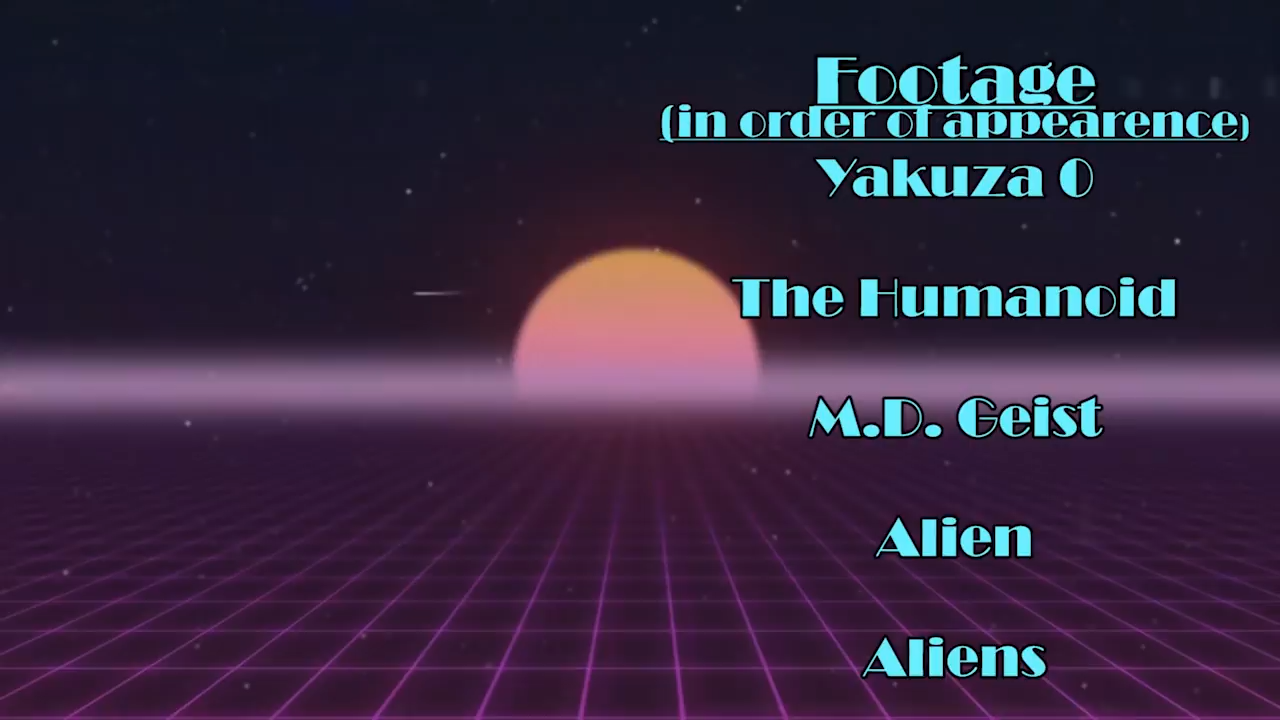 Footage
(in order of appearence)
Yakuza 0
The Humanoid
M.D. Geist
Alien
Aliens